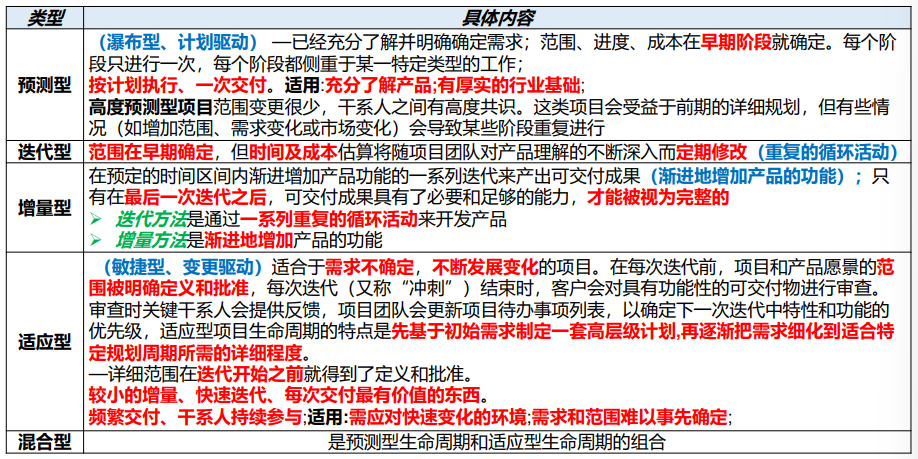 类型 具体内容
预测型
（瀑布型、计划驱动） —已经充分了解并明确确定需求；范围、进度、成本在早期阶段就确定。每个阶
段只进行一次，每个阶段都侧重于某一特定类型的工作；
按计划执行、一次交付。适用:充分了解产品;有厚实的行业基础;
高度预测型项目范围变更很少，干系人之间有高度共识。这类项目会受益于前期的详细规划，但有些情
况（如增加范围、需求变化或市场变化）会导致某些阶段重复进行
迭代型 范围在早期确定，但时间及成本估算将随项目团队对产品理解的不断深入而定期修改（重复的循环活动）
增量型
在预定的时间区间内渐进增加产品功能的一系列迭代来产出可交付成果（渐进地增加产品的功能）；只
有在最后一次迭代之后，可交付成果具有了必要和足够的能力，才能被视为完整的
➢ 迭代方法是通过一系列重复的循环活动来开发产品
➢ 增量方法是渐进地增加产品的功能
适应型
（敏捷型、变更驱动）适合于需求不确定，不断发展变化的项目。在每次迭代前，项目和产品愿景的范
围被明确定义和批准，每次迭代（又称“冲刺”）结束时，客户会对具有功能性的可交付物进行审查。
审查时关键干系人会提供反馈，项目团队会更新项目待办事项列表，以确定下一次迭代中特性和功能的
优先级，适应型项目生命周期的特点是先基于初始需求制定一套高层级计划,再逐渐把需求细化到适合特
定规划周期所需的详细程度。
—详细范围在迭代开始之前就得到了定义和批准。
较小的增量、快速迭代、每次交付最有价值的东西。
频繁交付、干系人持续参与;适用:需应对快速变化的环境;需求和范围难以事先确定;
混合型 是预测型生命周期和适应型生命周期的组合